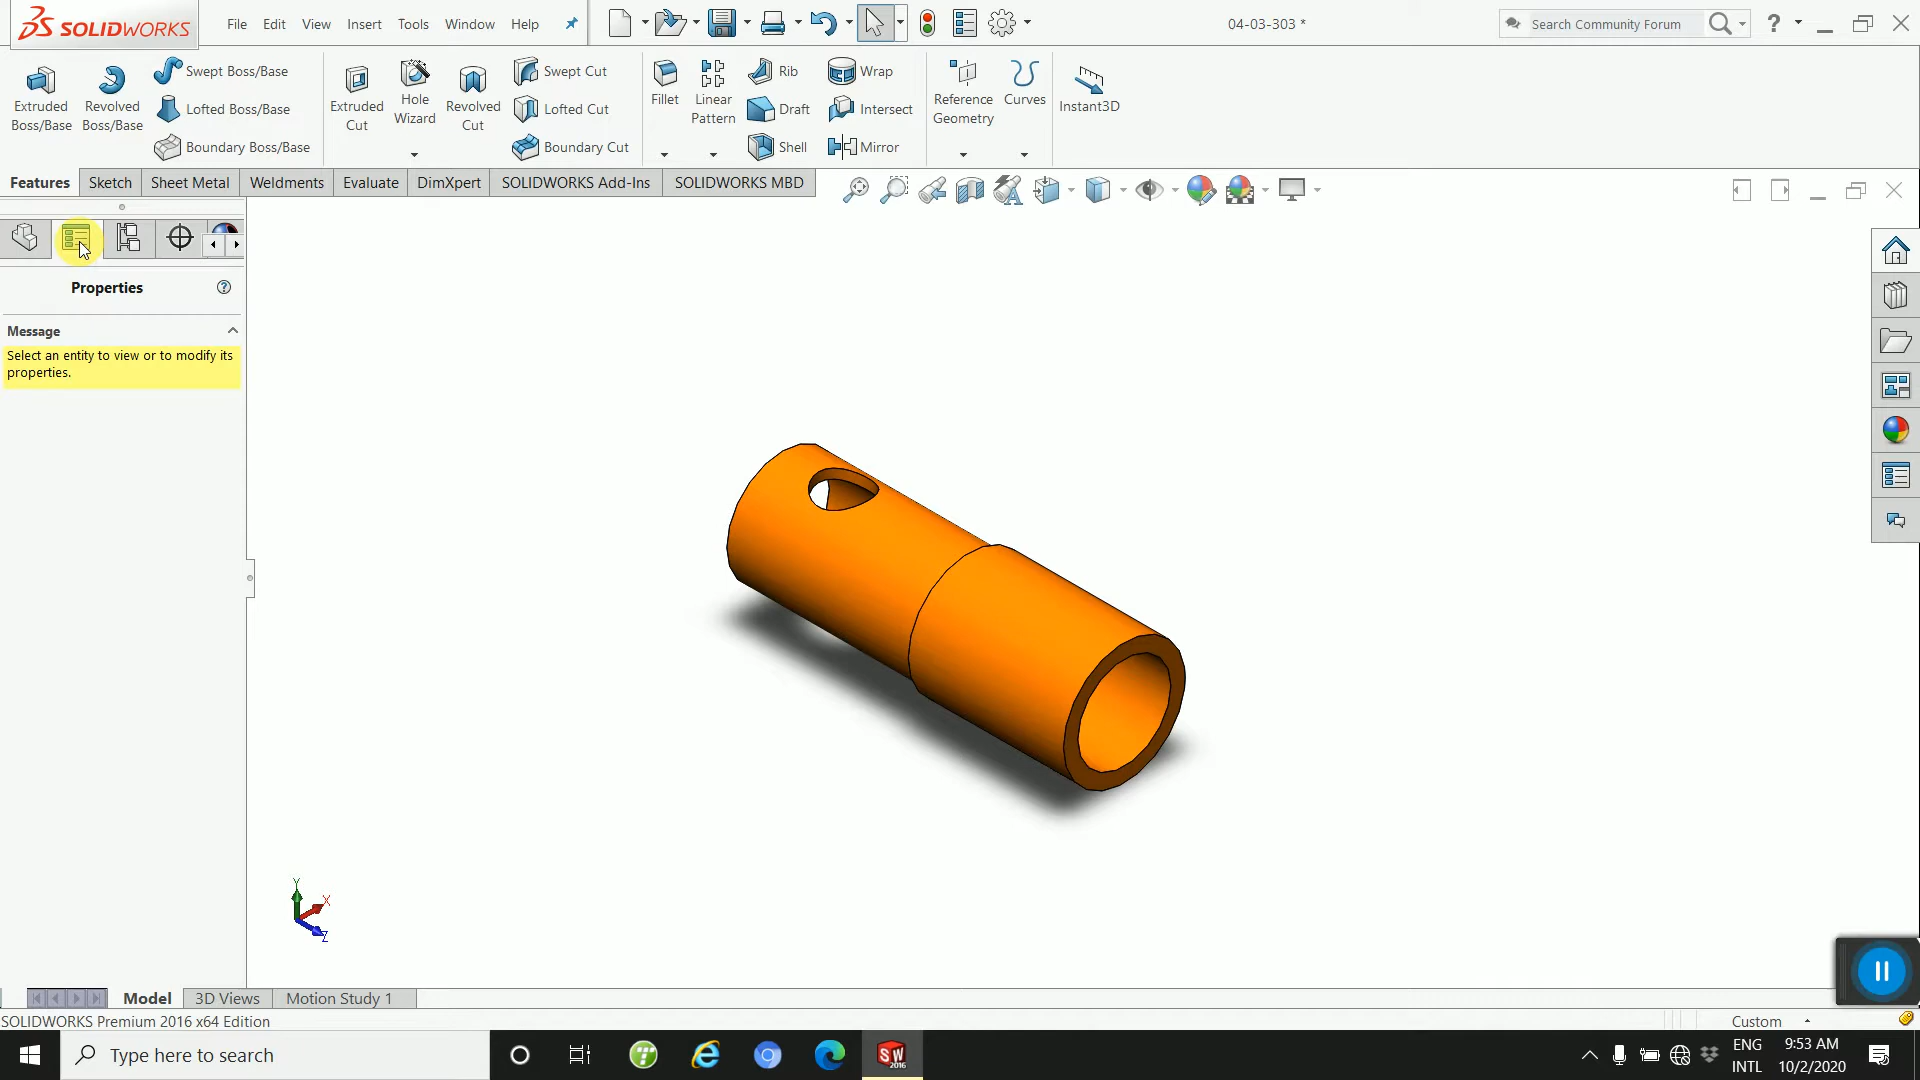 SOLIDWORKS
File Edit View Insert Tools Window Help
04-03-303 *
Search Community Forum
?
Extruded
Boss/Base
Revolved
Boss/Base
Swept Boss/Base
Lofted Boss/Base
Boundary Boss/Base
Extruded
Cut
Hole
Wizard
Revolved
Cut
Swept Cut
Lofted Cut
Boundary Cut
Fillet
Linear
Pattern
Rib
Draft
Shell
Wrap
Intersect
Mirror
Reference
Geometry
Curves
Instant3D
Features Sketch Sheet Metal Weldments Evaluate DimXpert SOLIDWORKS Add-Ins SOLIDWORKS MBD
Properties
?
Message
Select an entity to view or to modify its
properties.
Y
X
Z
Model 3D Views Motion Study 1
SOLIDWORKS Premium 2016 x64 Edition
Custom
Type here to search
SW
2016
ENG
INTL
9:53 AM
10/2/2020